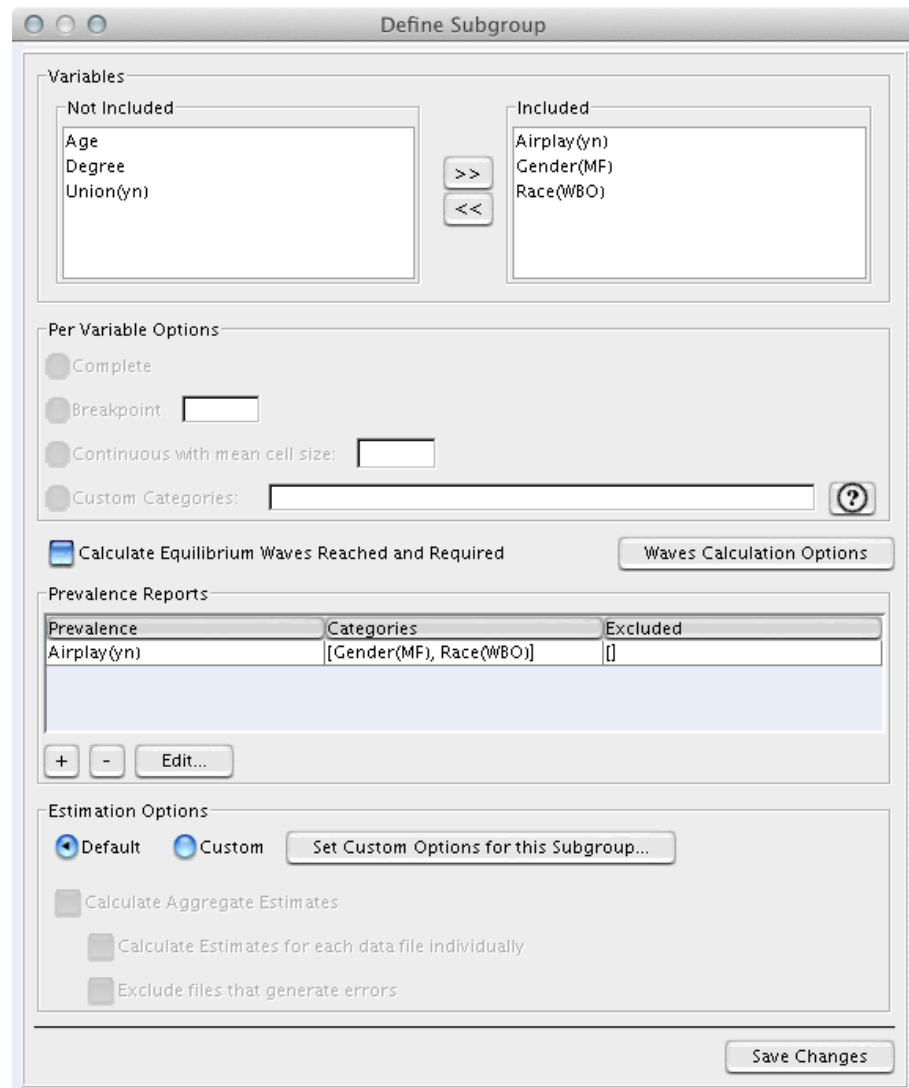 Define Subgroup
Variables
Not Included
Age
Degree
Union(yn)
>>
<<
Included
Airplay(yn)
Gender(MF)
Race(WBO)
Per Variable Options
Complete
Breakpoint
Continuous with mean cell size:
Custom Categories:
?
Calculate Equilibrium Waves Reached and Required
Waves Calculation Options
Prevalence Reports
Prevalence Categories Excluded
Airplay(yn) [Gender(MF), Race(WBO)] []
+ - Edit...
Estimation Options
Default Custom Set Custom Options for this Subgroup...
Calculate Aggregate Estimates
Calculate Estimates for each data file individually
Exclude files that generate errors
Save Changes